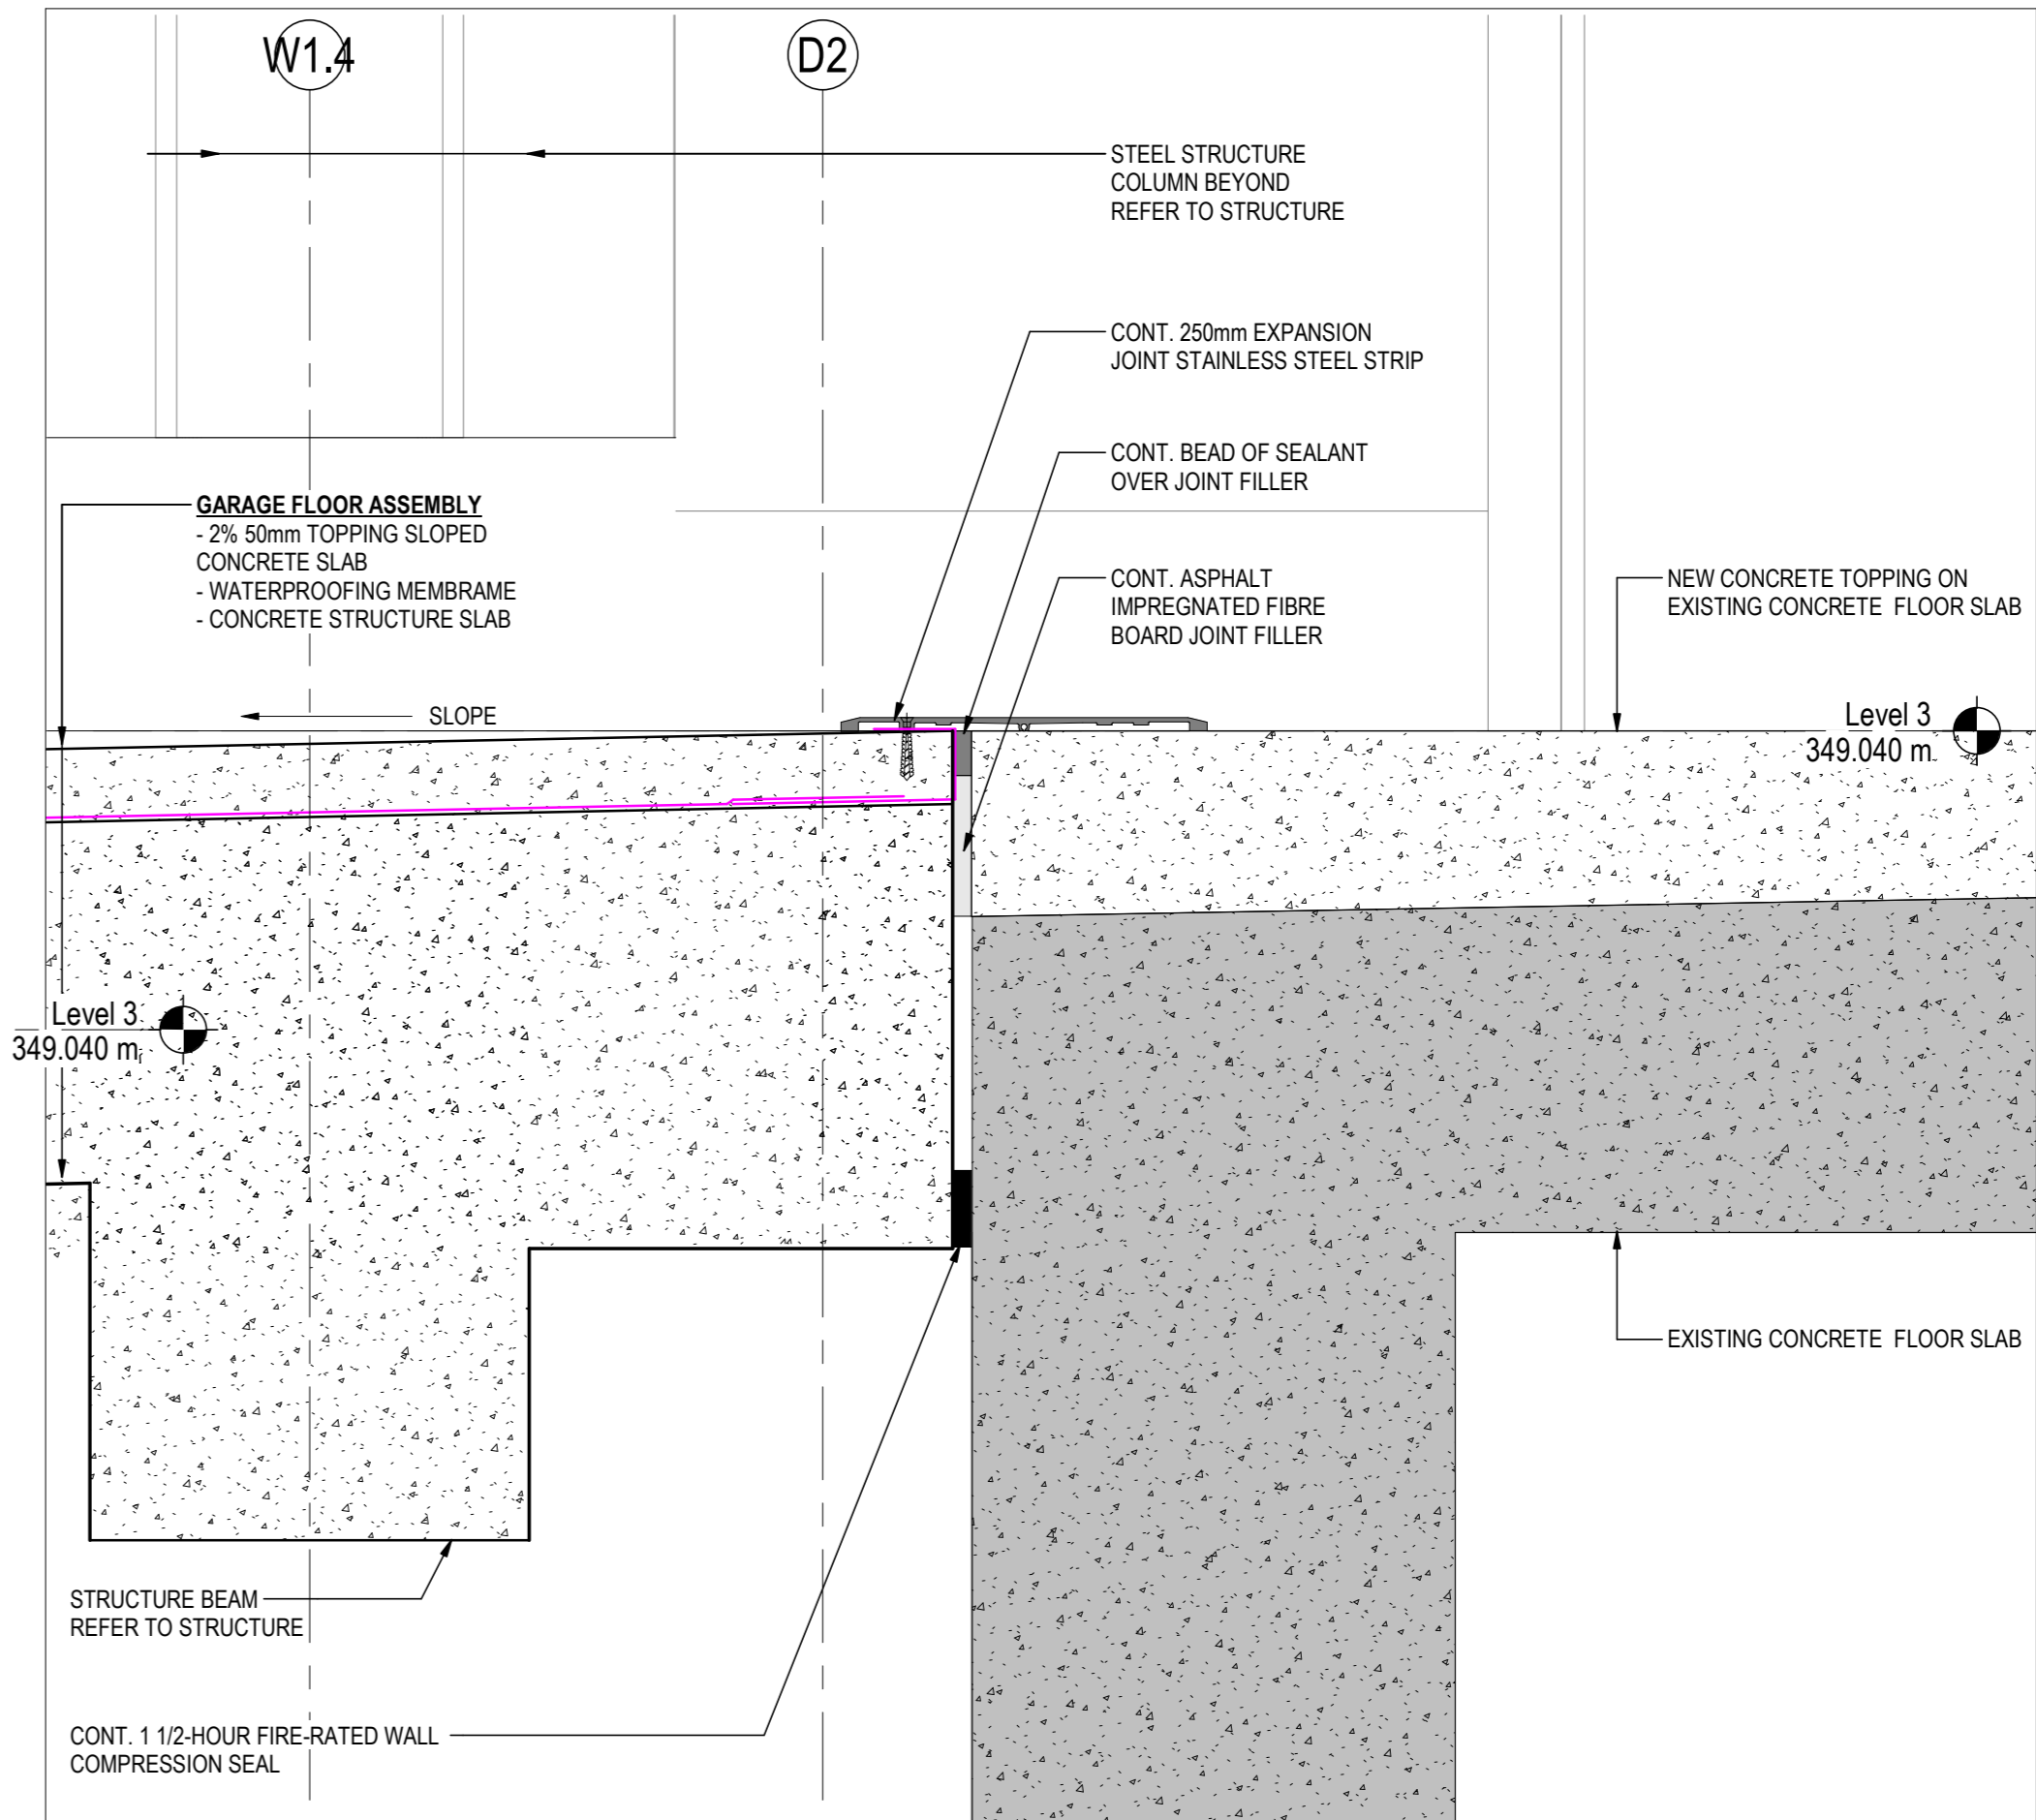 W1.4
D2
STEEL STRUCTURE
COLUMN BEYOND
REFER TO STRUCTURE
CONT. 250mm EXPANSION
JOINT STAINLESS STEEL STRIP
CONT. BEAD OF SEALANT
OVER JOINT FILLER
GARAGE FLOOR ASSEMBLY
- 2% 50mm TOPPING SLOPED
CONCRETE SLAB
- WATERPROOFING MEMBRAME
- CONCRETE STRUCTURE SLAB
CONT. ASPHALT
IMPREGNATED FIBRE
BOARD JOINT FILLER
NEW CONCRETE TOPPING ON
EXISTING CONCRETE FLOOR SLAB
SLOPE
Level 3
349.040 m
Level 3
349.040 m
EXISTING CONCRETE FLOOR SLAB
STRUCTURE BEAM
REFER TO STRUCTURE
CONT. 1 1/2-HOUR FIRE-RATED WALL
COMPRESSION SEAL